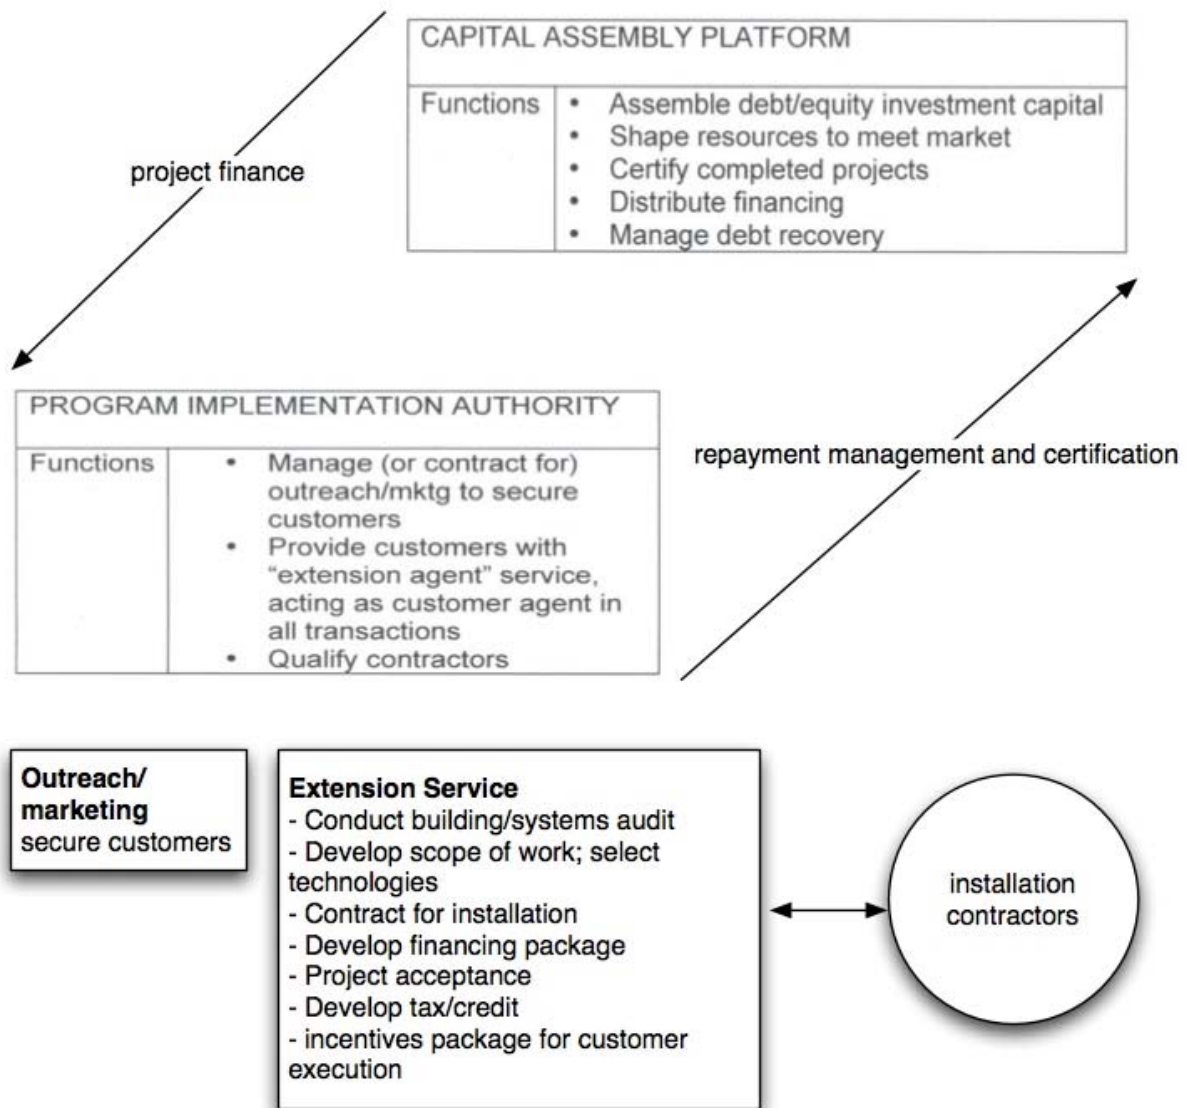 CAPITAL ASSEMBLY PLATFORM
Functions
• Assemble debt/equity investment capital
• Shape resources to meet market
• Certify completed projects
• Distribute financing
• Manage debt recovery
project finance
PROGRAM IMPLEMENTATION AUTHORITY
Functions
• Manage (or contract for)
outreach/mktg to secure
customers
• Provide customers with
“extension agent” service,
acting as customer agent in
all transactions
• Qualify contractors
repayment management and certification
Outreach/
marketing
secure customers
Extension Service
- Conduct building/systems audit
- Develop scope of work; select
technologies
- Contract for installation
- Develop financing package
- Project acceptance
- Develop tax/credit
- incentives package for customer
execution
installation
contractors